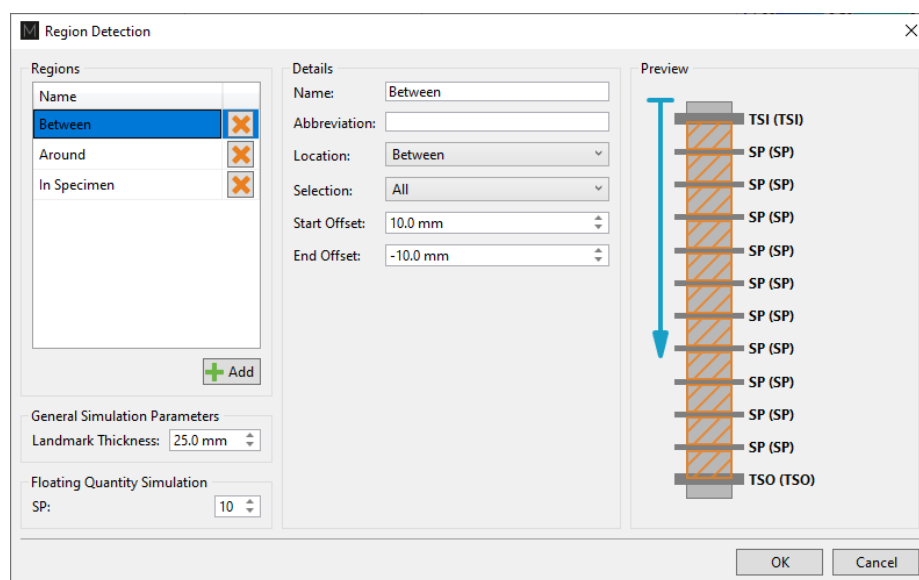 Region Detection
Regions
Name
Between
Around
In Specimen
Add
General Simulation Parameters
Landmark Thickness: 25.0 mm
Floating Quantity Simulation
SP: 10
Details
Name: Between
Abbreviation:
Location: Between
Selection: All
Start Offset: 10.0 mm
End Offset: -10.0 mm
Preview
TSI (TSI)
SP (SP)
SP (SP)
SP (SP)
SP (SP)
SP (SP)
SP (SP)
SP (SP)
SP (SP)
SP (SP)
SP (SP)
TSO (TSO)
OK Cancel